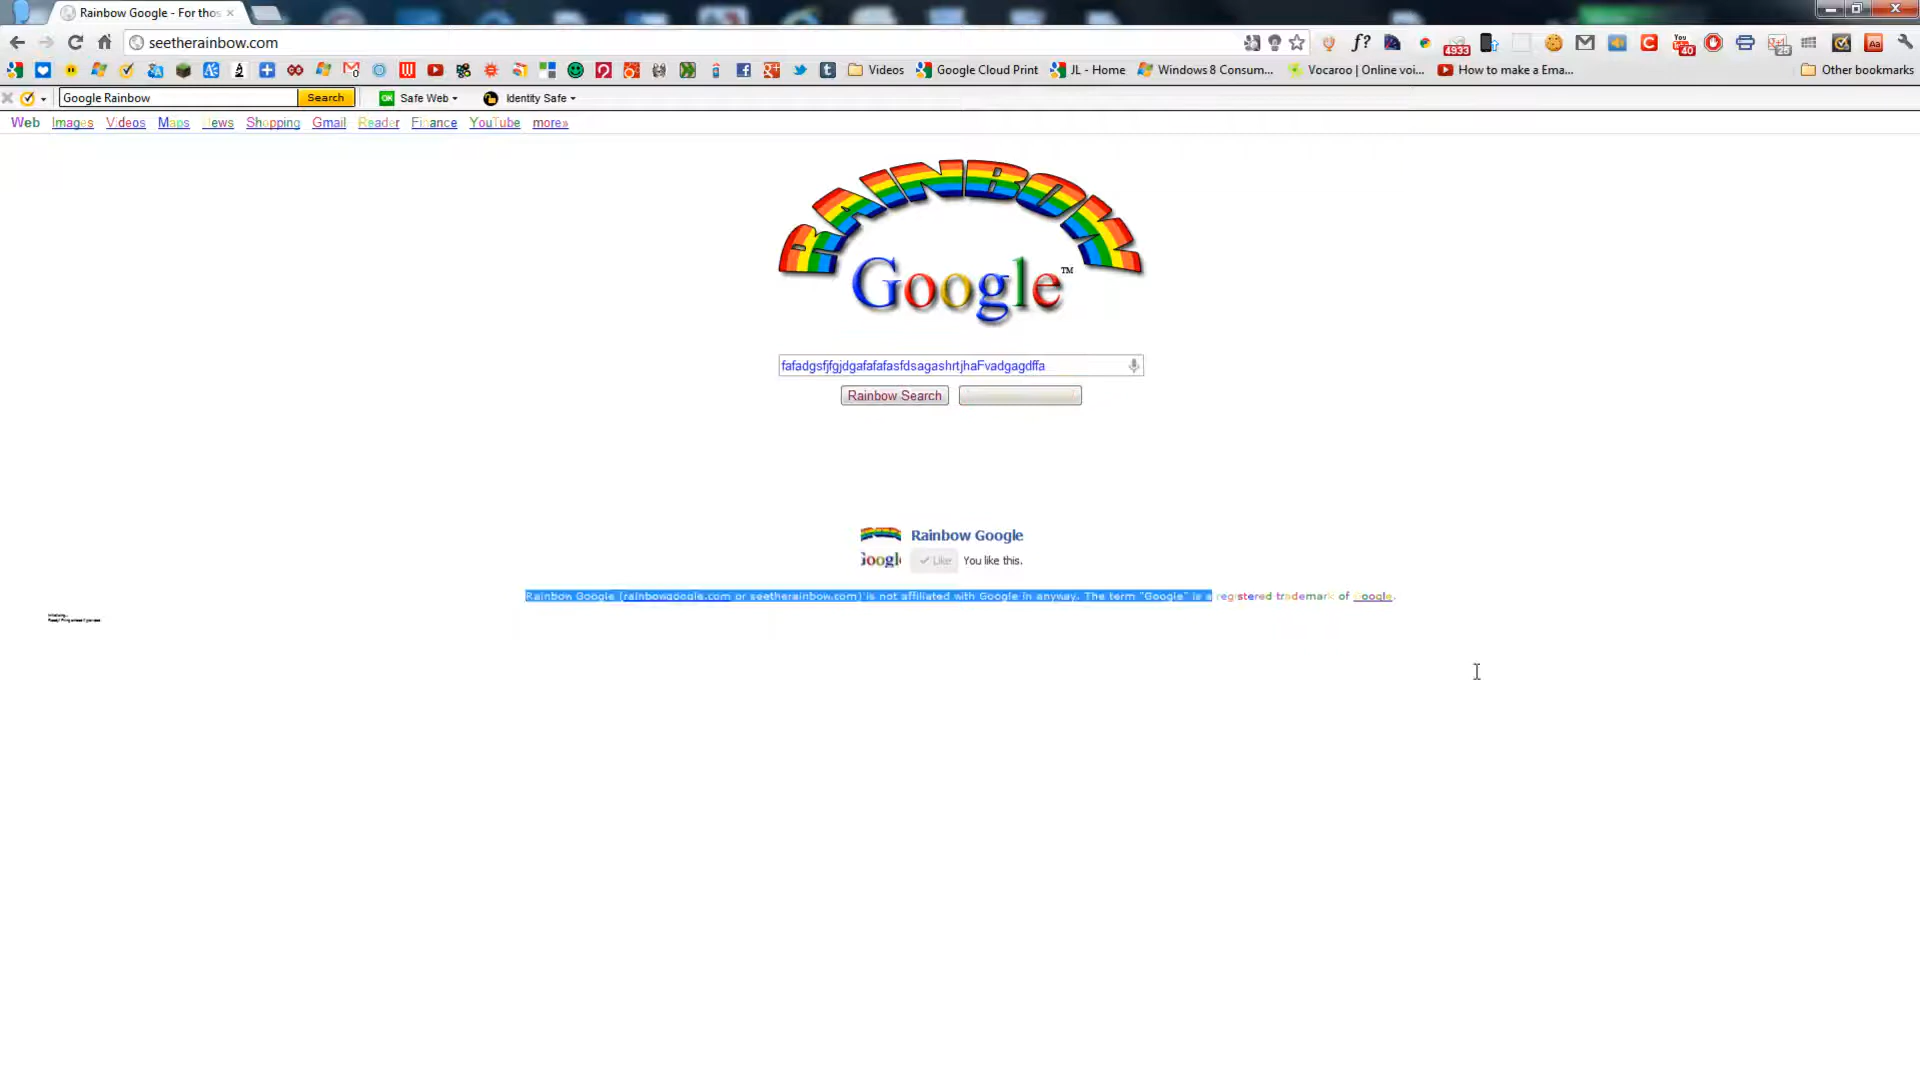 Rainbow Google - For thos
seetherainbow.com
4933
40
Videos
Google Cloud Print
JL - Home
Windows 8 Consum...
Vocaroo | Online voi...
How to make a Ema...
Other bookmarks
Google Rainbow
Search
Safe Web
Identity Safe
Web Images Videos Maps News Shopping Gmail Reader Finance YouTube more»
RAINBOW
Google™
fafadgsfjfgjdgafafafasfdsagashrtjhaFvadgagdffa
Rainbow Search
Rainbow Google
Google
Like
You like this.
Rainbow Google (rainbowgoogle.com or seetherainbow.com) is not affiliated with Google in anyway. The term "Google" is a registered trademark of Google.